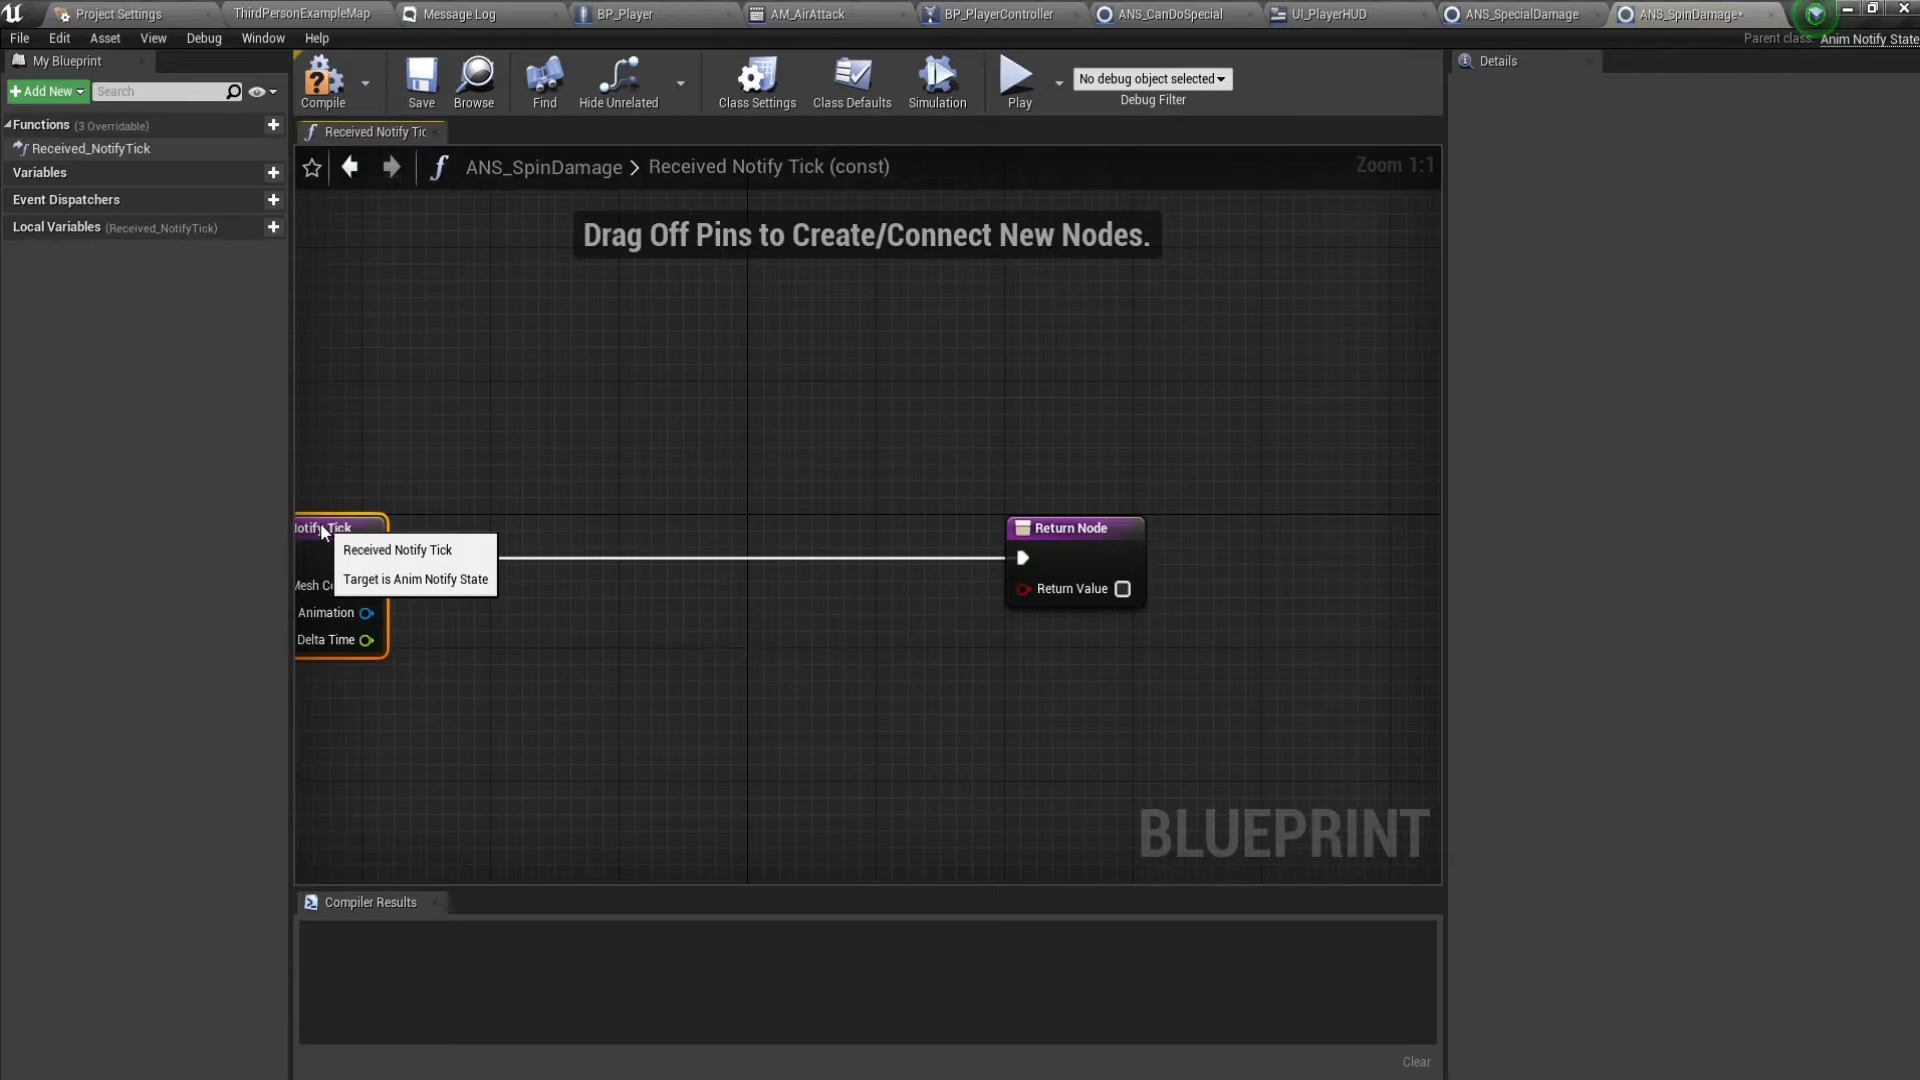 Project Settings
ThirdPersonExampleMap
Message Log
BP_Player
AM_AirAttack
BP_PlayerController
ANS_CanDoSpecial
UI_PlayerHUD
ANS_SpecialDamage
ANS_SpinDamage*
File Edit Asset View Debug Window Help
Parent class: Anim Notify State
My Blueprint
Details
+Add New
Search
Compile
Save
Browse
Find
Hide Unrelated
Class Settings
Class Defaults
Simulation
Play
No debug object selected
Debug Filter
Functions (3 Overridable)
Received_NotifyTick
Variables
Event Dispatchers
Local Variables (Received_NotifyTick)
Received Notify Tic
ANS_SpinDamage > Received Notify Tick (const)
Zoom 1:1
Drag Off Pins to Create/Connect New Nodes.
Notify Tick
Received Notify Tick
Target is Anim Notify State
Mesh C
Animation
Delta Time
Return Node
Return Value
BLUEPRINT
Compiler Results
Clear